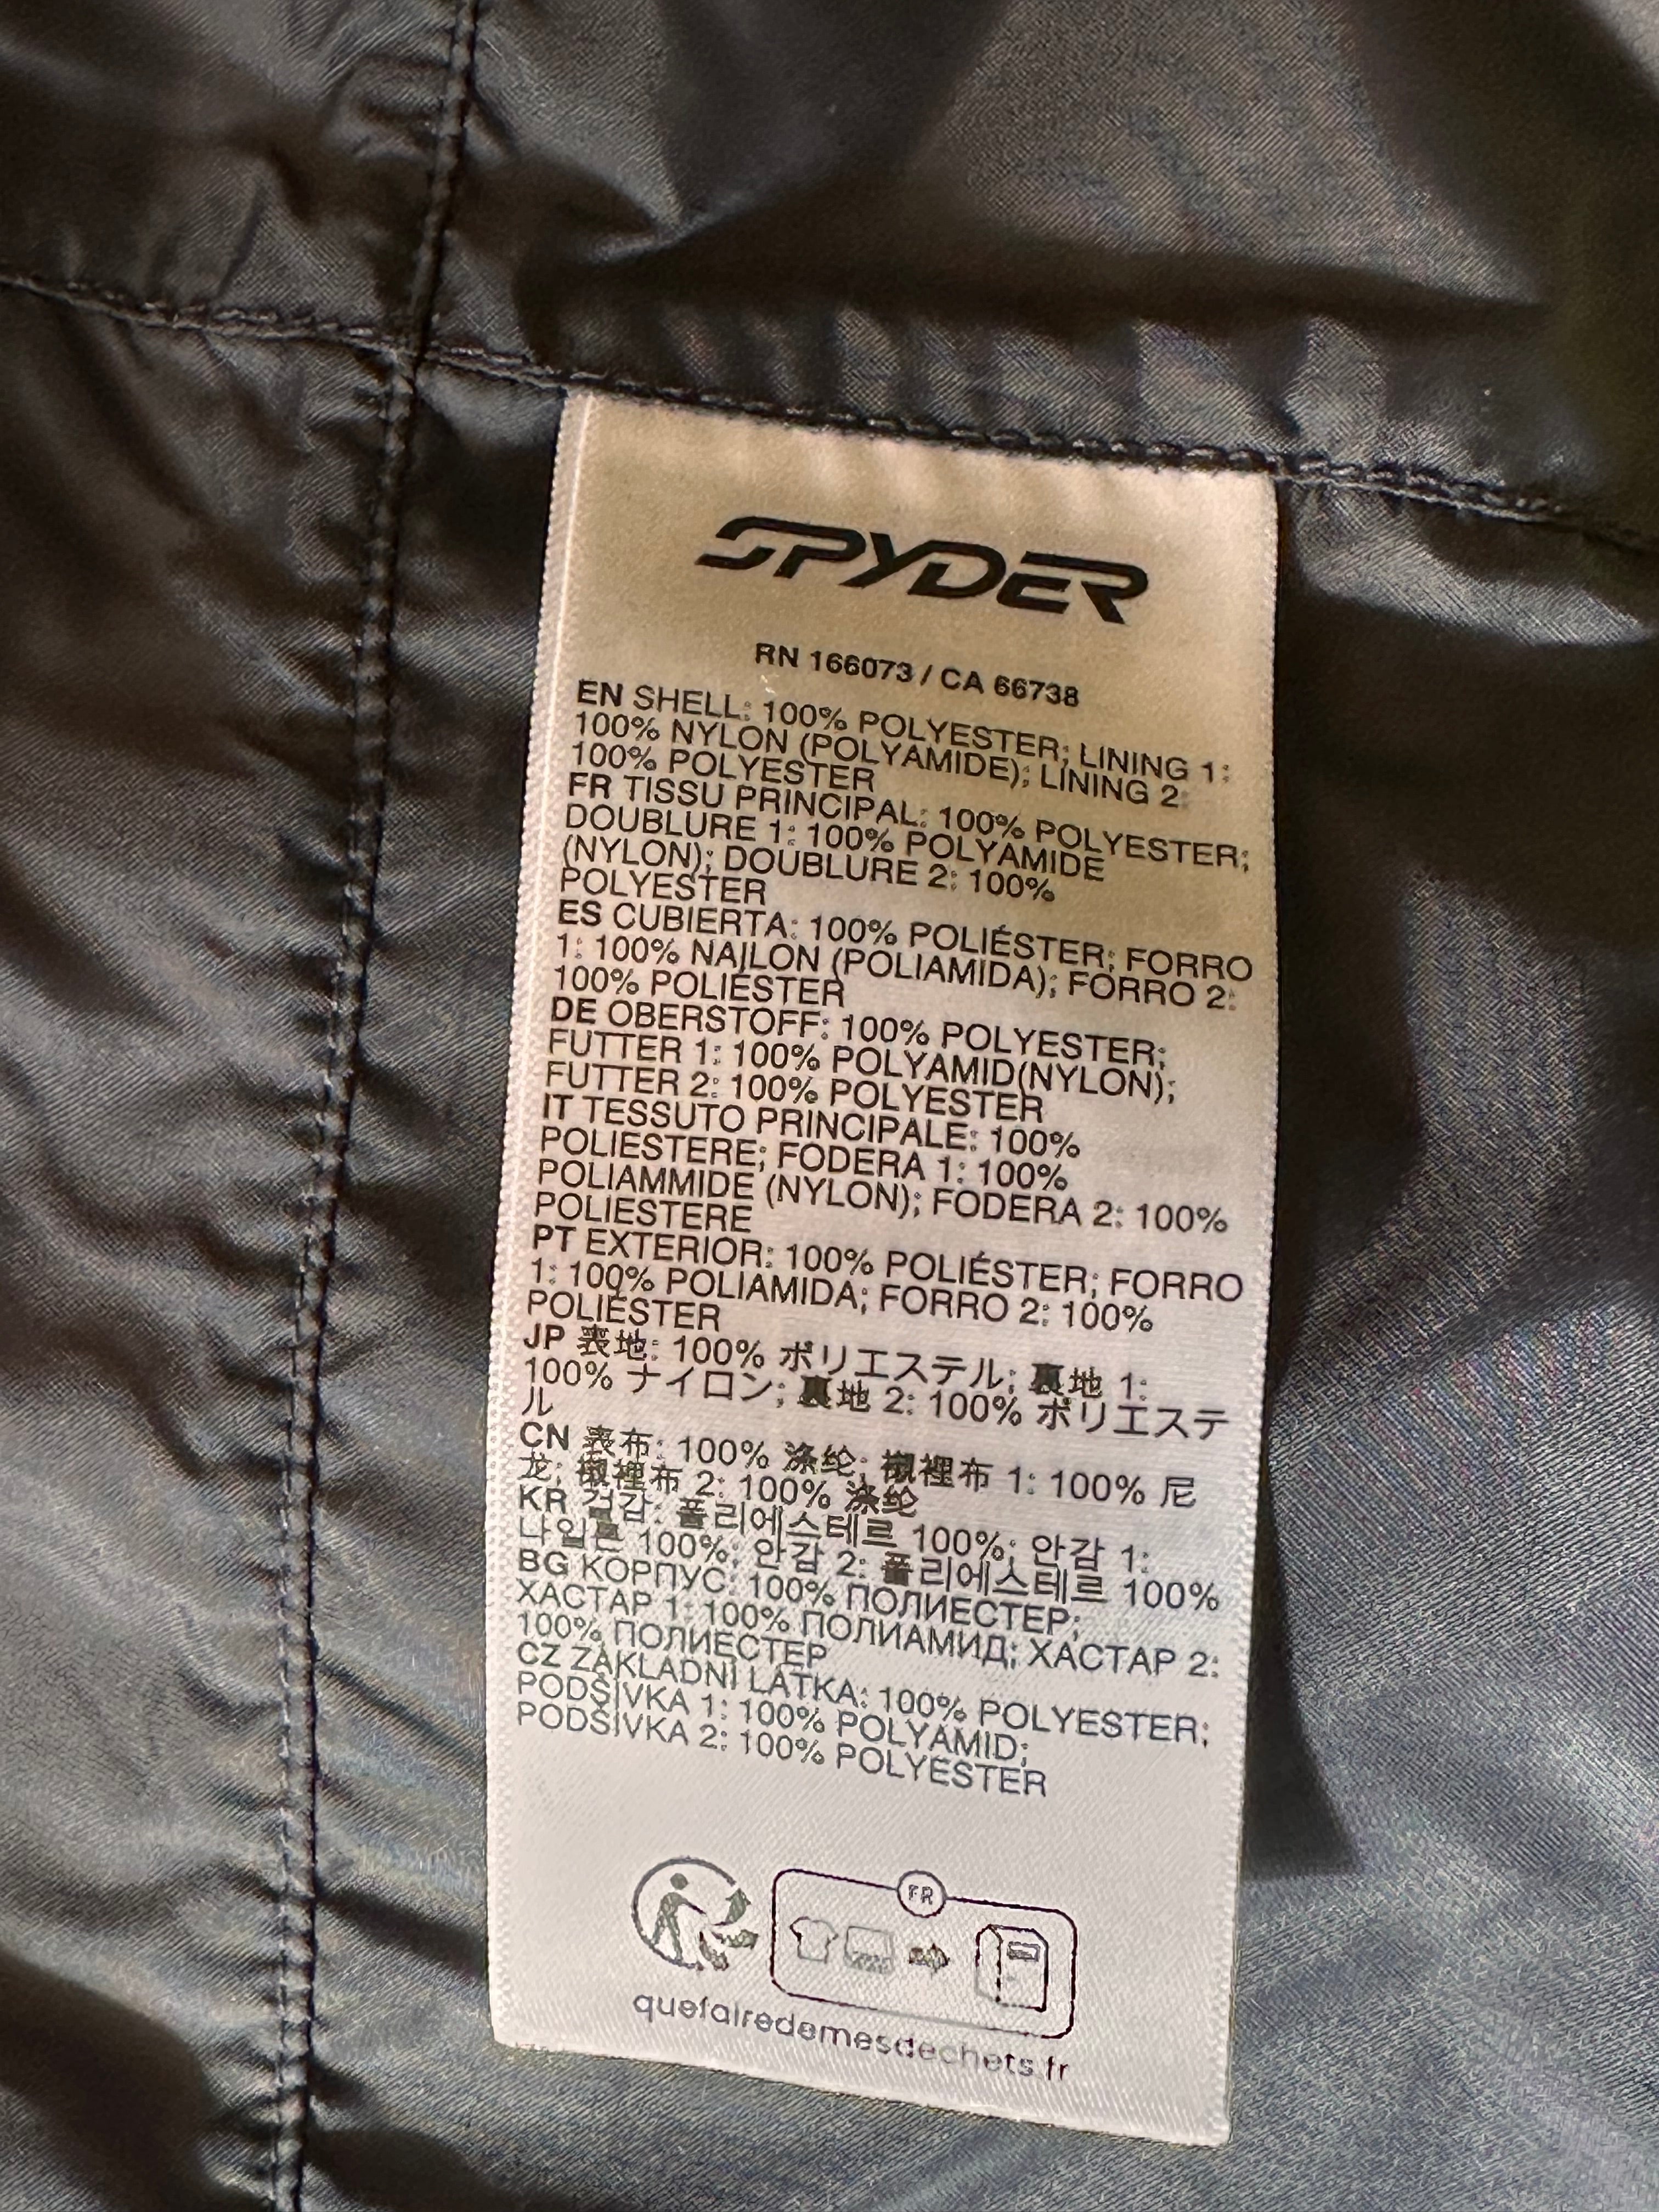 SPYDER
RN 166073 / CA 66738
EN SHELL: 100% POLYESTER; LINING 1:
100% NYLON (POLYAMIDE); LINING 2:
100% POLYESTER
FR TISSU PRINCIPAL: 100% POLYESTER;
DOUBLURE 1: 100% POLYAMIDE
(NYLON); DOUBLURE 2: 100%
POLYESTER
ES CUBIERTA: 100% POLIÉSTER; FORRO
1: 100% NAILON (POLIAMIDA); FORRO 2:
100% POLIÉSTER
DE OBERSTOFF: 100% POLYESTER;
FUTTER 1: 100% POLYAMID(NYLON);
FUTTER 2: 100% POLYESTER
IT TESSUTO PRINCIPALE: 100%
POLIESTERE; FODERA 1: 100%
POLIAMMIDE (NYLON); FODERA 2: 100%
POLIESTERE
PT EXTERIOR: 100% POLIÉSTER; FORRO
1: 100% POLIAMIDA; FORRO 2: 100%
POLIÉSTER
JP 表地: 100% ポリエステル; 裏地 1:
100% ナイロン; 裏地 2: 100% ポリエステ
ル
CN 表布: 100% 涤纶; 襯裡布 1: 100% 尼
龙; 襯裡布 2: 100% 涤纶
KR 겉감: 폴리에스테르 100%; 안감 1:
나일론 100%; 안감 2: 폴리에스테르 100%
BG КОРПУС: 100% ПОЛИЕСТЕР;
ХАСТАР 1: 100% ПОЛИАМИД; ХАСТАР 2:
100% ПОЛИЕСТЕР
CZ ZÁKLADNÍ LÁTKA: 100% POLYESTER;
PODŠÍVKA 1: 100% POLYAMID;
PODŠÍVKA 2: 100% POLYESTER
FR
quefairedemesdechets.fr